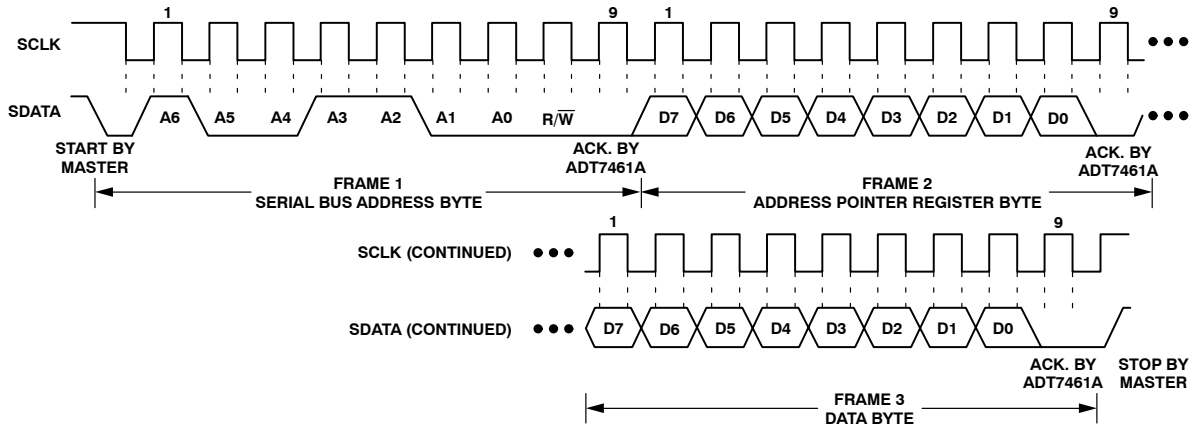 1 9 1 9
SCLK
SDATA A6 A5 A4 A3 A2 A1 A0 R/W̅ D7 D6 D5 D4 D3 D2 D1 D0
START BY
MASTER
ACK. BY
ADT7461A
ACK. BY
ADT7461A
FRAME 1
SERIAL BUS ADDRESS BYTE
FRAME 2
ADDRESS POINTER REGISTER BYTE
1 9
SCLK (CONTINUED)
SDATA (CONTINUED) D7 D6 D5 D4 D3 D2 D1 D0
ACK. BY
ADT7461A
STOP BY
MASTER
FRAME 3
DATA BYTE